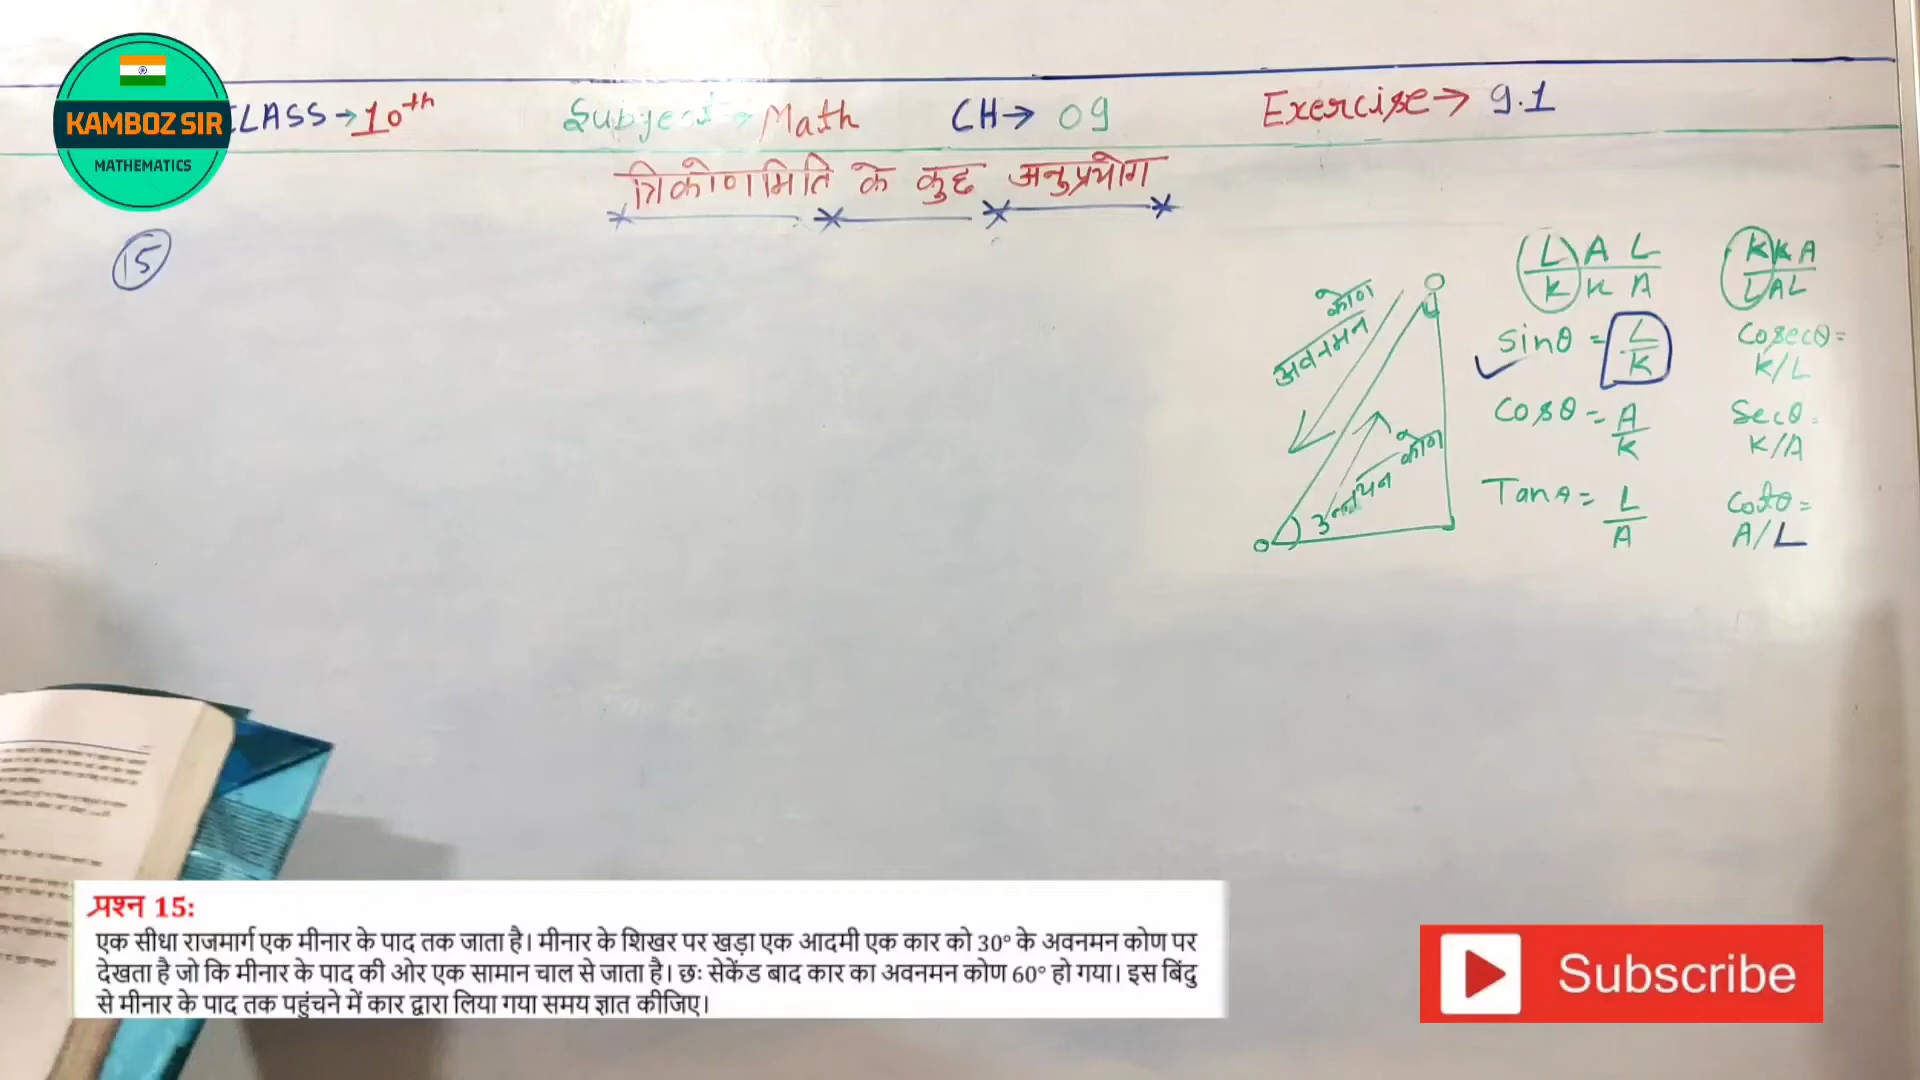 KAMBOZ SIR
MATHEMATICS
CLASS → 10th Subject → Math CH → 09 Exercise → 9.1
त्रिकोणमिति के कुछ अनुप्रयोग
15
L A L
K K A
K K A
L A L
कोण
अवनमन
उन्नयन कोण
sinθ = L/K
cosecθ = K/L
cosθ = A/K
Secθ = K/A
Tanθ = L/A
cotθ = A/L
प्रश्न 15:
एक सीधा राजमार्ग एक मीनार के पाद तक जाता है। मीनार के शिखर पर खड़ा एक आदमी एक कार को 30° के अवनमन कोण पर
देखता है जो कि मीनार के पाद की ओर एक सामान चाल से जाता है। छः सेकेंड बाद कार का अवनमन कोण 60° हो गया। इस बिंदु
से मीनार के पाद तक पहुंचने में कार द्वारा लिया गया समय ज्ञात कीजिए।
Subscribe